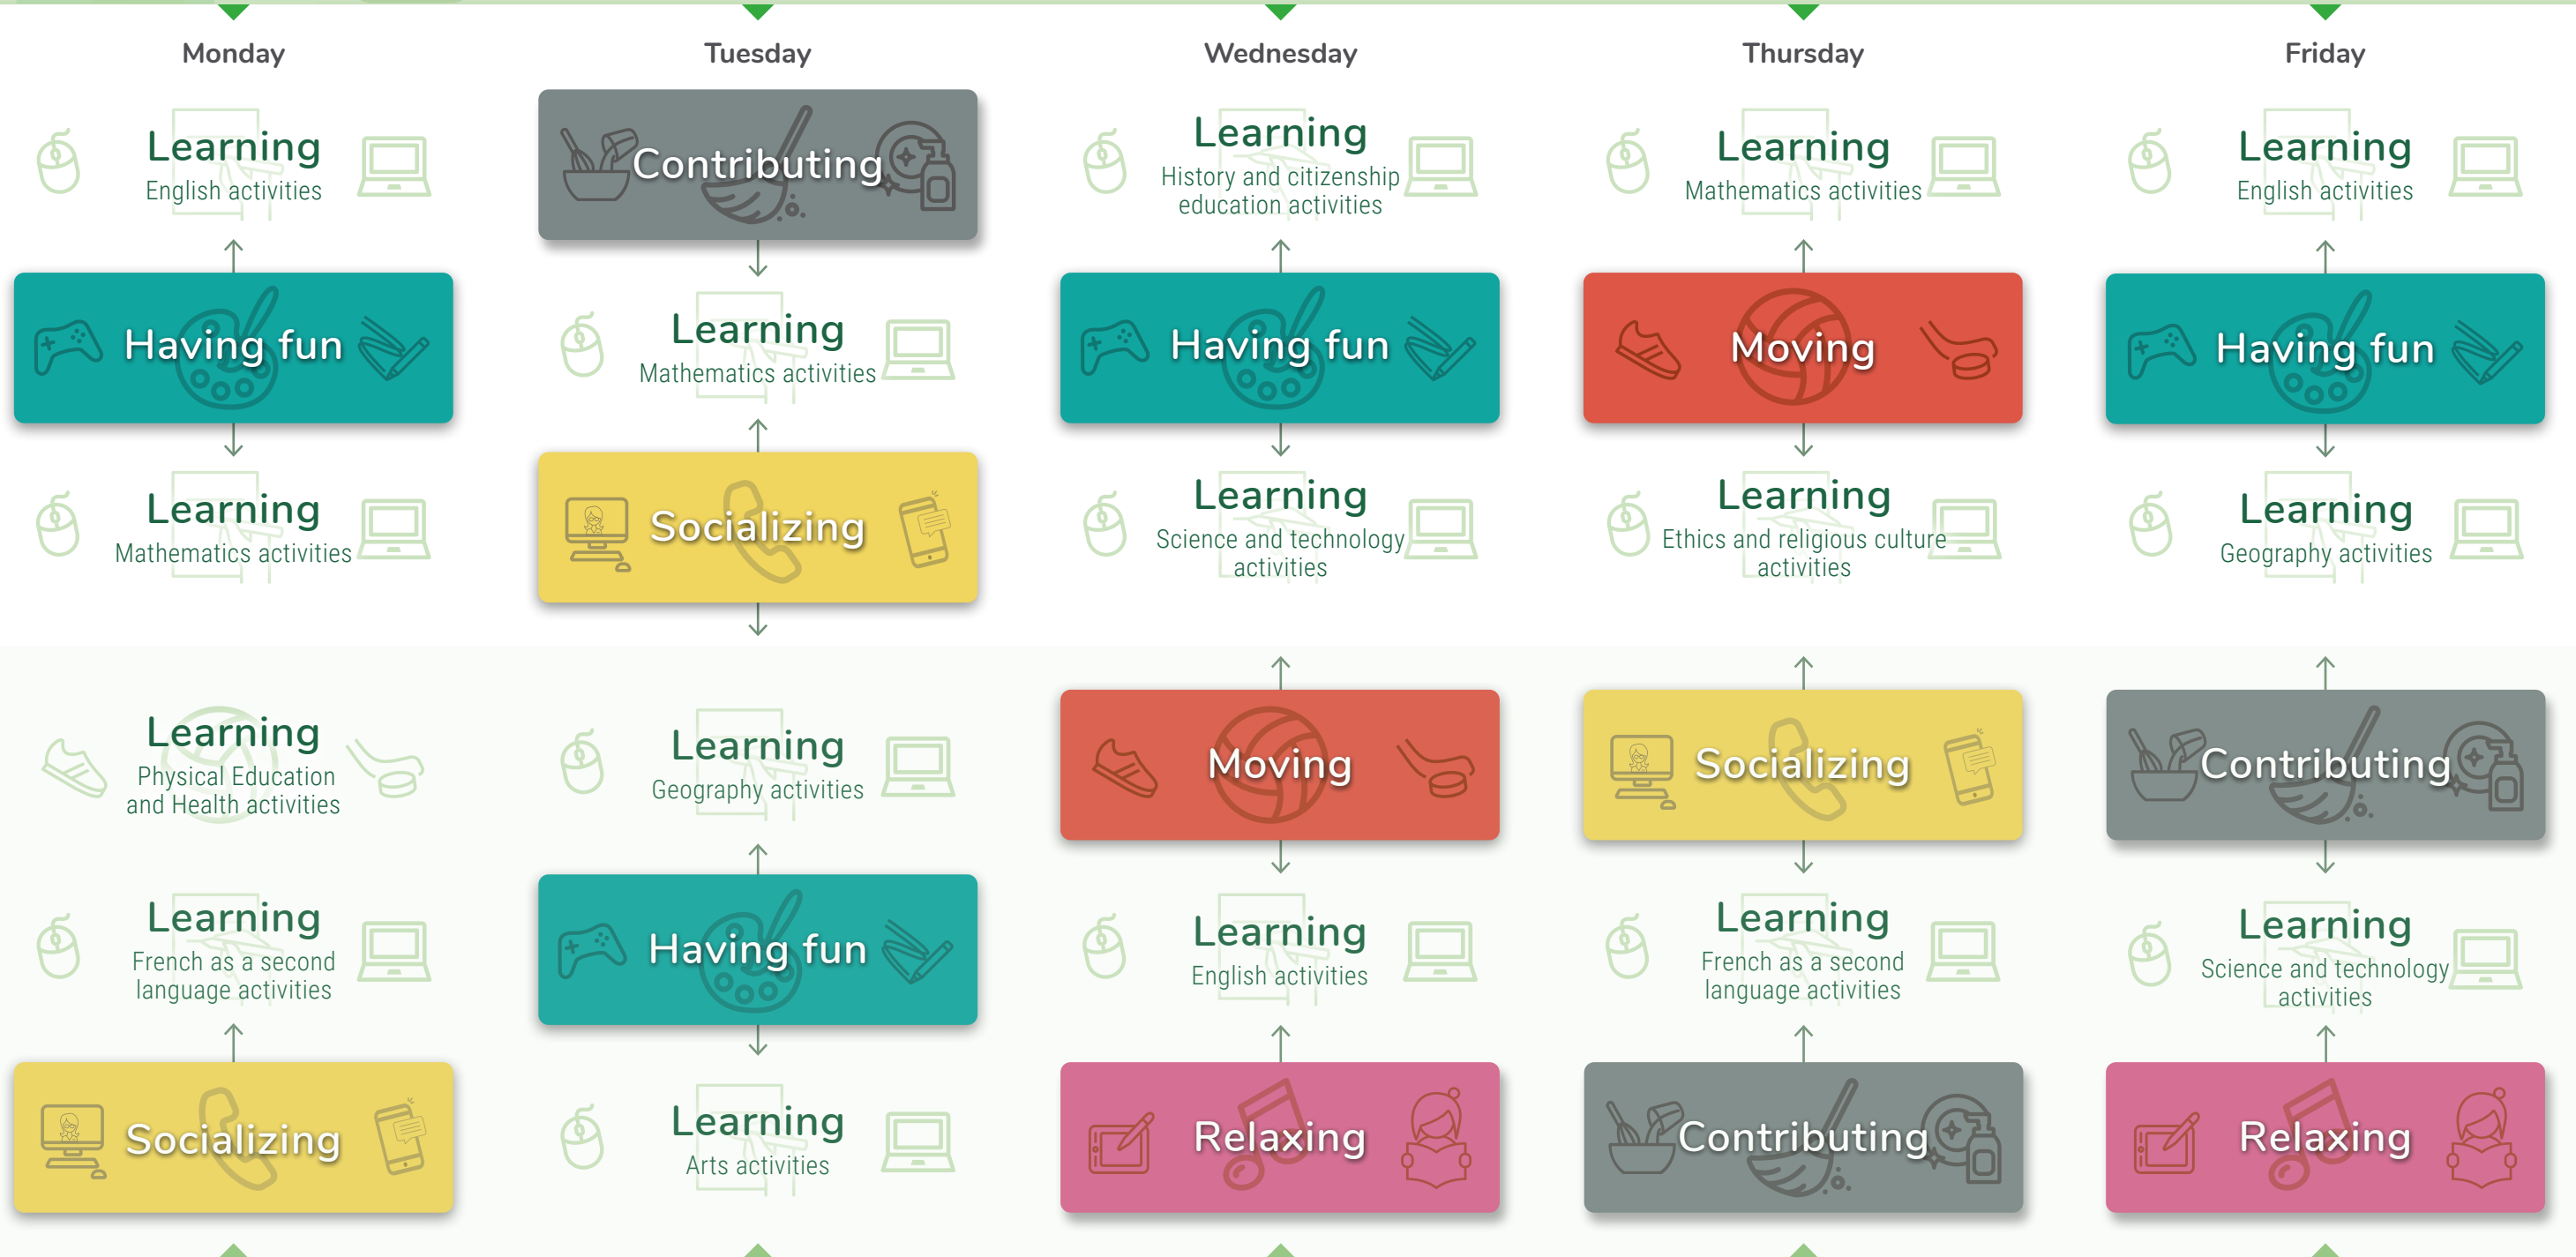 Monday
Learning
English activities
Having fun
Learning
Mathematics activities
Learning
Physical Education
and Health activities
Learning
French as a second
language activities
Socializing
Tuesday
Contributing
Learning
Mathematics activities
Socializing
Learning
Geography activities
Having fun
Learning
Arts activities
Wednesday
Learning
History and citizenship
education activities
Having fun
Learning
Science and technology
activities
Moving
Learning
English activities
Relaxing
Thursday
Learning
Mathematics activities
Moving
Learning
Ethics and religious culture
activities
Socializing
Learning
French as a second
language activities
Contributing
Friday
Learning
English activities
Having fun
Learning
Geography activities
Contributing
Learning
Science and technology
activities
Relaxing